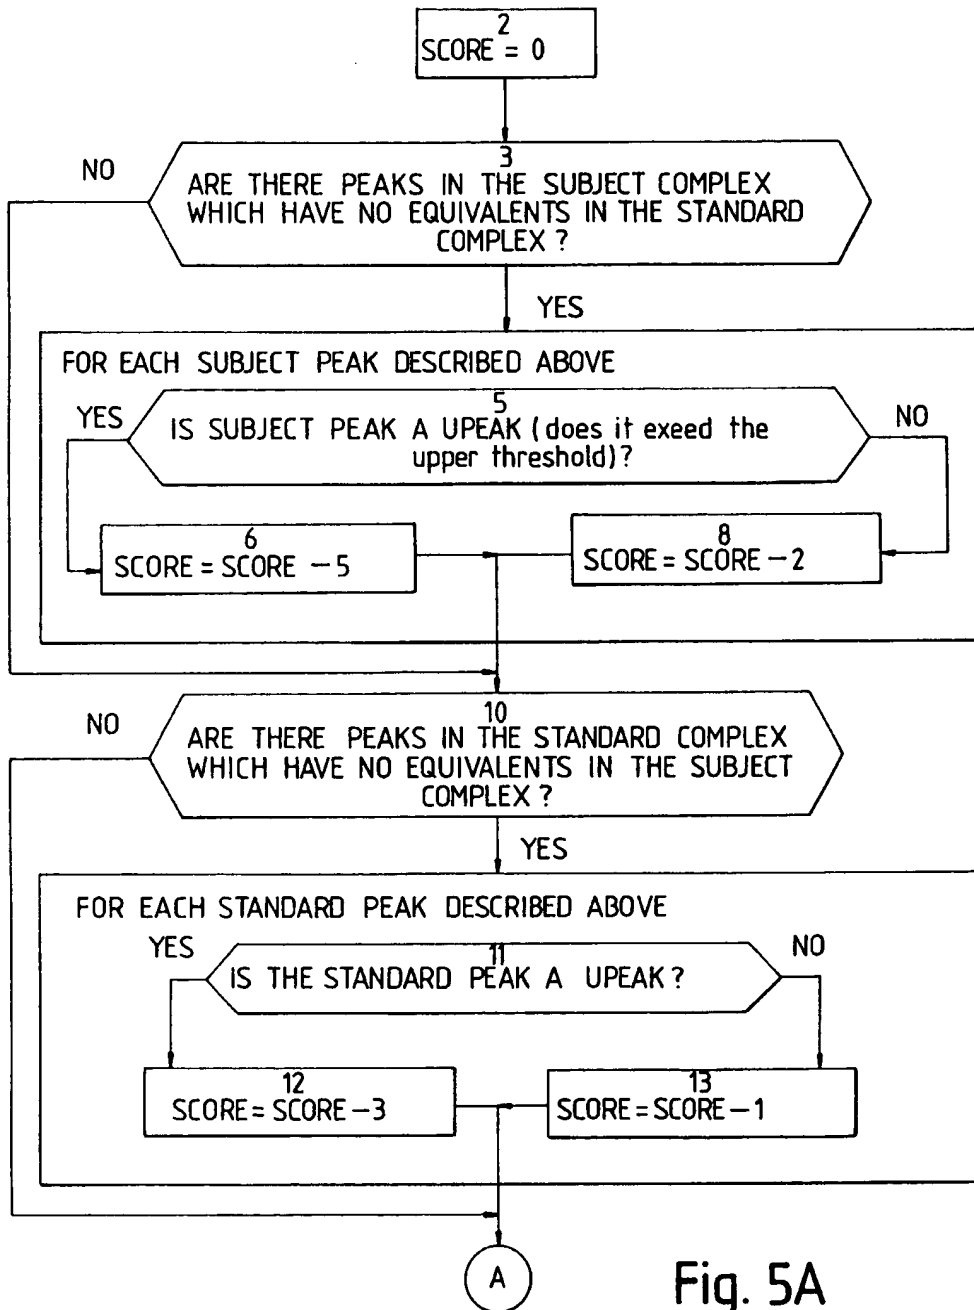 2
SCORE = 0
NO
3
ARE THERE PEAKS IN THE SUBJECT COMPLEX
WHICH HAVE NO EQUIVALENTS IN THE STANDARD
COMPLEX ?
YES
FOR EACH SUBJECT PEAK DESCRIBED ABOVE
YES
5
IS SUBJECT PEAK A UPEAK (does it exeed the
upper threshold)?
NO
6
SCORE = SCORE - 5
8
SCORE = SCORE - 2
NO
10
ARE THERE PEAKS IN THE STANDARD COMPLEX
WHICH HAVE NO EQUIVALENTS IN THE SUBJECT
COMPLEX ?
YES
FOR EACH STANDARD PEAK DESCRIBED ABOVE
YES
11
IS THE STANDARD PEAK A UPEAK ?
NO
12
SCORE = SCORE - 3
13
SCORE = SCORE - 1
A
Fig. 5A